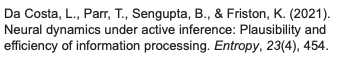 Da Costa, L., Parr, T., Sengupta, B., & Friston, K. (2021).
Neural dynamics under active inference: Plausibility and
efficiency of information processing. Entropy, 23(4), 454.